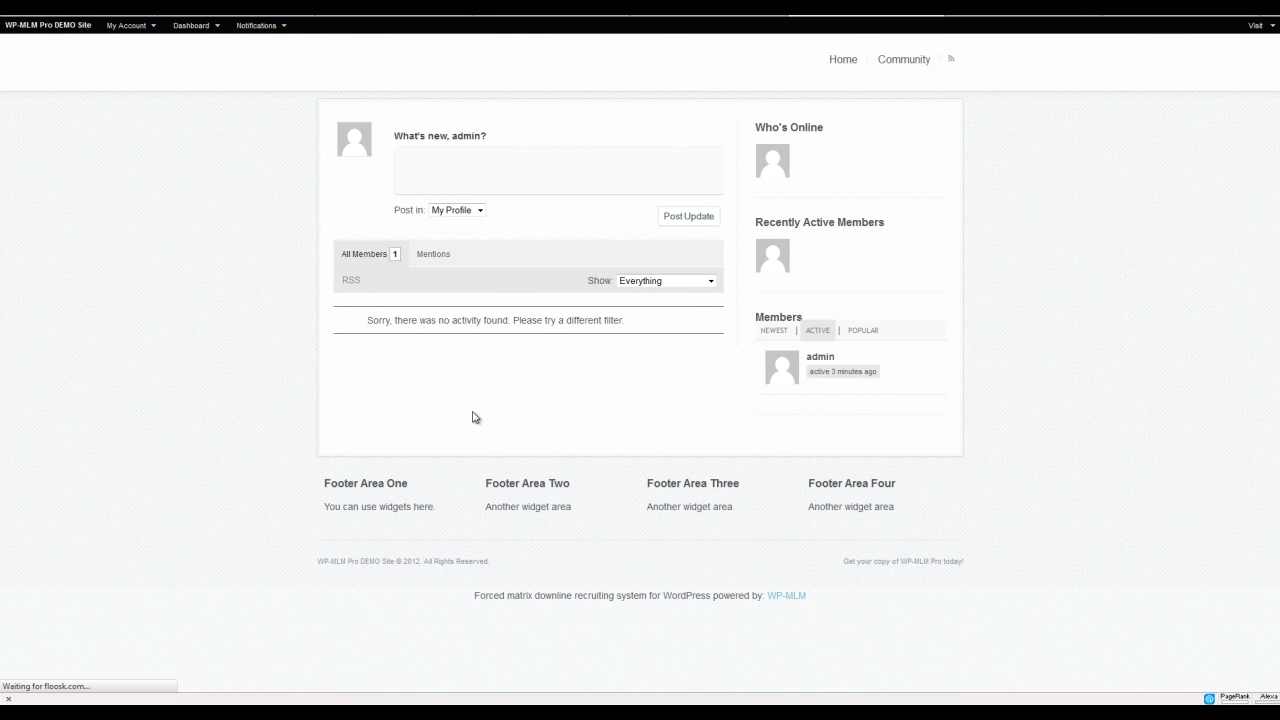 WP-MLM Pro DEMO Site My Account Dashboard Notifications Visit
Home Community
What's new, admin?
Post in: My Profile
Post Update
All Members 1 Mentions
RSS Show: Everything
Sorry, there was no activity found. Please try a different filter.
Who's Online
Recently Active Members
Members
NEWEST | ACTIVE | POPULAR
admin
active 3 minutes ago
Footer Area One
You can use widgets here.
Footer Area Two
Another widget area
Footer Area Three
Another widget area
Footer Area Four
Another widget area
WP-MLM Pro DEMO Site © 2012. All Rights Reserved.
Get your copy of WP-MLM Pro today!
Forced matrix downline recruiting system for WordPress powered by: WP-MLM
Waiting for floosk.com...
PageRank Alexa